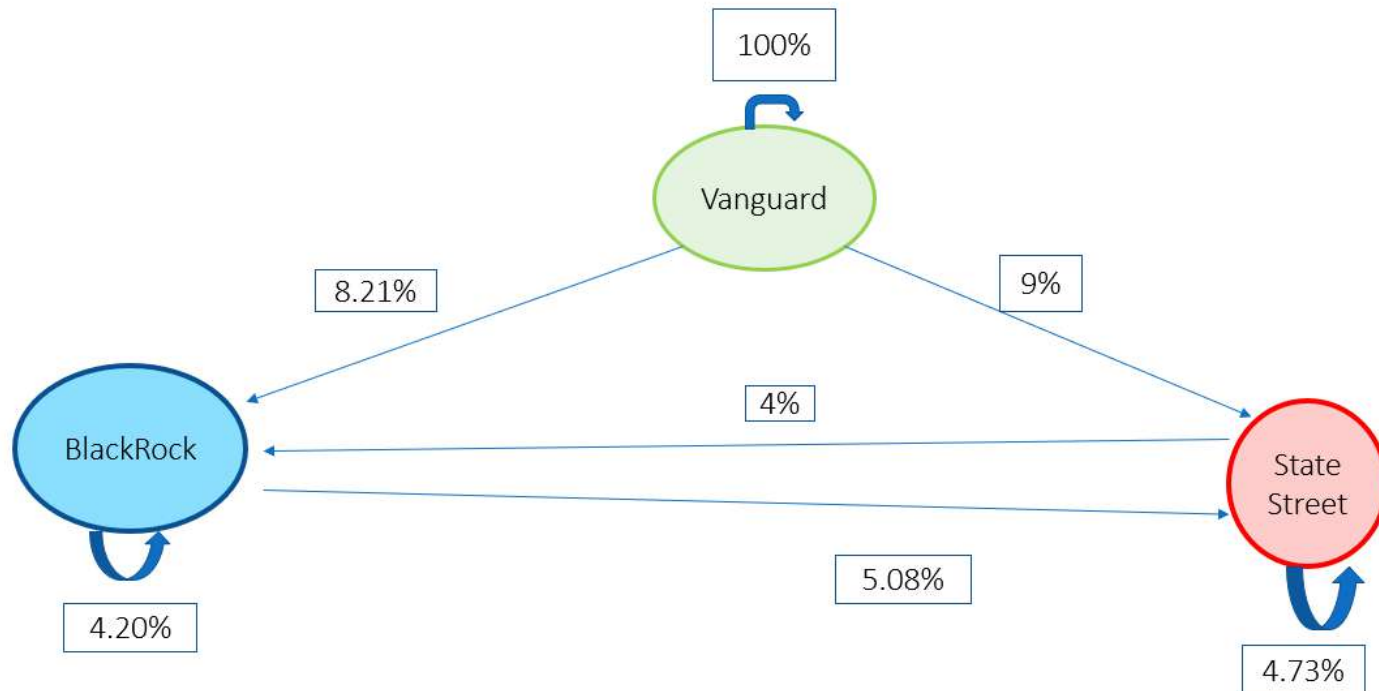 100%
Vanguard
8.21%
9%
4%
BlackRock
State
Street
5.08%
4.20%
4.73%